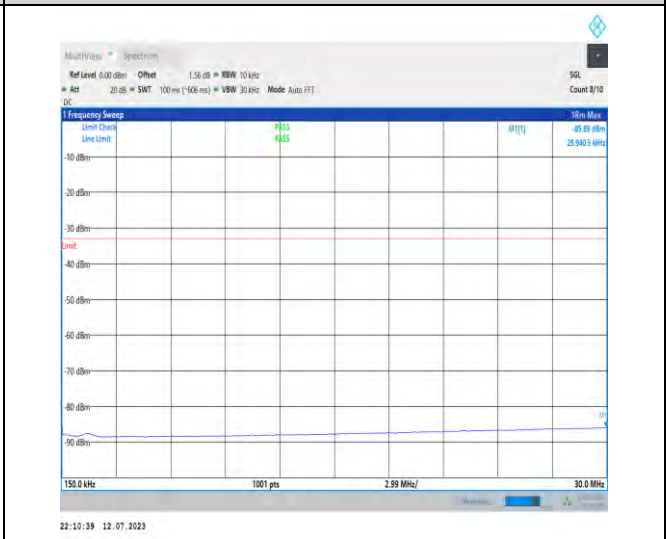 MultiView Spectrum
Ref Level 0.00 dBm Offset 1.56 dB RBW 10 kHz SGL
Att 20 dB SWT 100 ms (~606 ms) VBW 30 kHz Mode Auto FFT Count 8/10
DC
1 Frequency Sweep 1Rm Max
Limit Check PASS M1[1] -85.89 dBm
Line Limit PASS 29.9403 MHz
-10 dBm
-20 dBm
-30 dBm
Limit
-40 dBm
-50 dBm
-60 dBm
-70 dBm
-80 dBm
M1
-90 dBm
150.0 kHz 1001 pts 2.99 MHz/ 30.0 MHz
22:10:39 12.07.2023